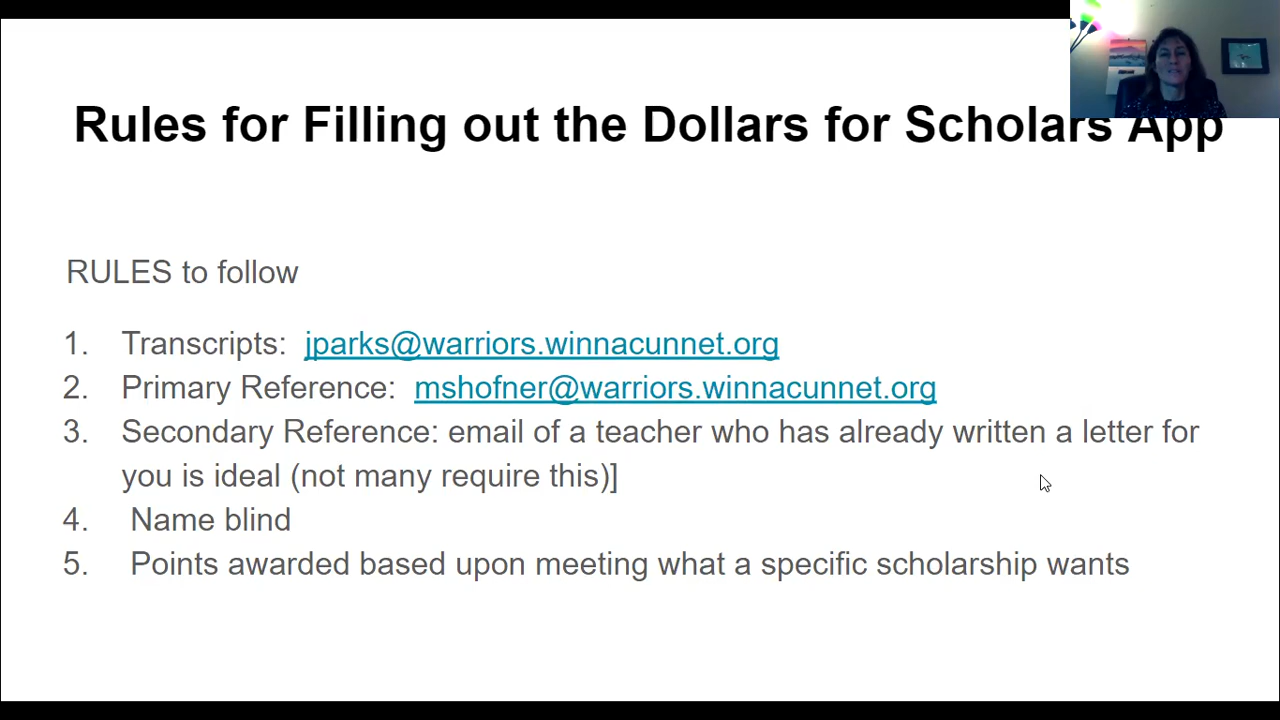 Rules for Filling out the Dollars for Scholars App
RULES to follow
1. Transcripts: jparks@warriors.winnacunnet.org
2. Primary Reference: mshofner@warriors.winnacunnet.org
3. Secondary Reference: email of a teacher who has already written a letter for
you is ideal (not many require this)]
4. Name blind
5. Points awarded based upon meeting what a specific scholarship wants